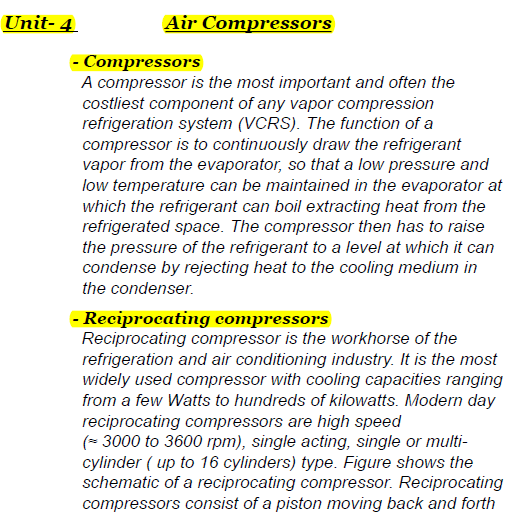 Unit- 4 Air Compressors
- Compressors
A compressor is the most important and often the
costliest component of any vapor compression
refrigeration system (VCRS). The function of a
compressor is to continuously draw the refrigerant
vapor from the evaporator, so that a low pressure and
low temperature can be maintained in the evaporator at
which the refrigerant can boil extracting heat from the
refrigerated space. The compressor then has to raise
the pressure of the refrigerant to a level at which it can
condense by rejecting heat to the cooling medium in
the condenser.
- Reciprocating compressors
Reciprocating compressor is the workhorse of the
refrigeration and air conditioning industry. It is the most
widely used compressor with cooling capacities ranging
from a few Watts to hundreds of kilowatts. Modern day
reciprocating compressors are high speed
(≈ 3000 to 3600 rpm), single acting, single or multi-
cylinder ( up to 16 cylinders) type. Figure shows the
schematic of a reciprocating compressor. Reciprocating
compressors consist of a piston moving back and forth